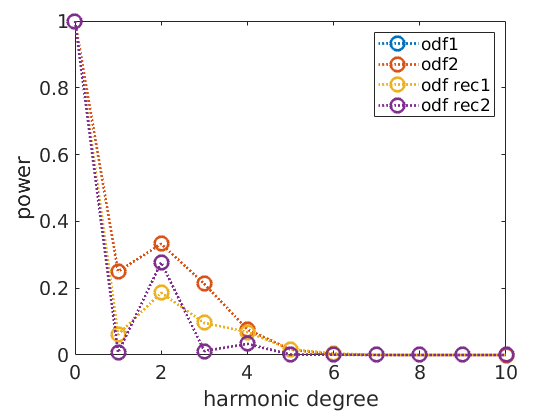 1
0.8
0.6
0.4
0.2
0
0 2 4 6 8 10
power
harmonic degree
odf1
odf2
odf rec1
odf rec2